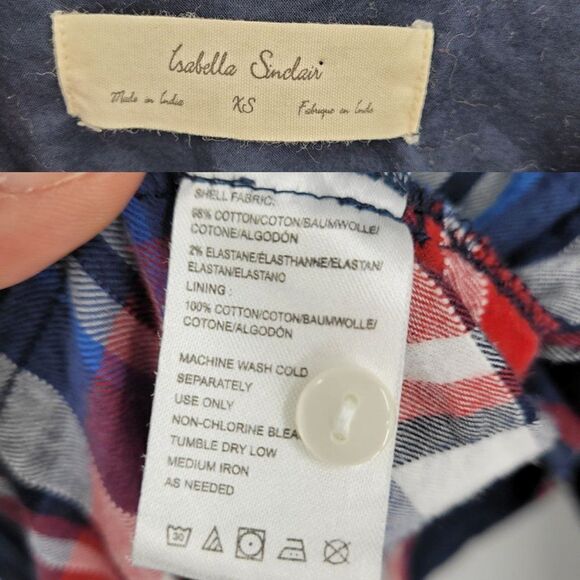 Isabella Sinclair
Made in India XS Fabriqué en Inde
SHELL FABRIC:
98% COTTON/COTON/BAUMWOLLE/
COTONE/ALGODÓN
2% ELASTANE/ÉLASTHANNE/ELASTAN/
ELASTAN/ELASTANO
LINING :
100% COTTON/COTON/BAUMWOLLE/
COTONE/ALGODÓN
MACHINE WASH COLD
SEPARATELY
USE ONLY
NON-CHLORINE BLEA
TUMBLE DRY LOW
MEDIUM IRON
AS NEEDED
30